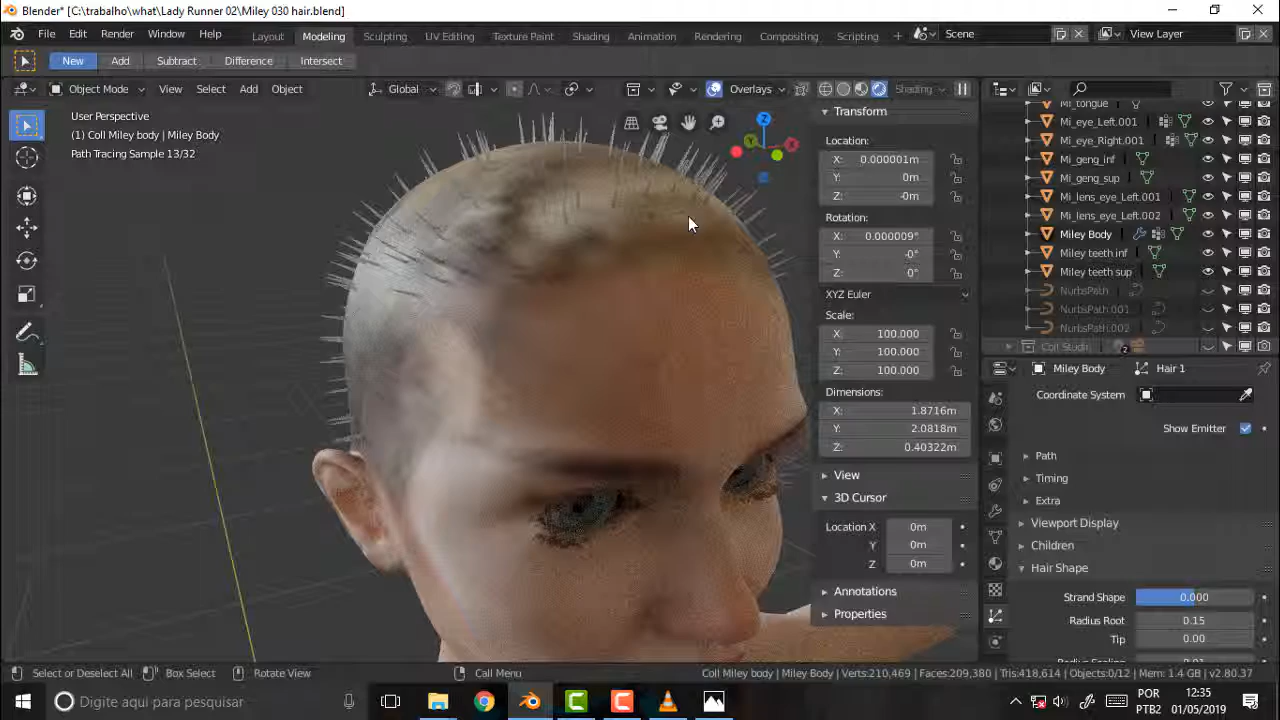 Blender* [C:\trabalho\what\Lady Runner 02\Miley 030 hair.blend]
File Edit Render Window Help Layout Modeling Sculpting UV Editing Texture Paint Shading Animation Rendering Compositing Scripting + Scene View Layer
New Add Subtract Difference Intersect
Object Mode View Select Add Object Global Overlays Shading
User Perspective
(1) Coll Miley body | Miley Body
Path Tracing Sample 13/32
Z
Y
X
Transform
Location:
X: 0.000001m
Y: 0m
Z: -0m
Rotation:
X: 0.000009°
Y: -0°
Z: 0°
XYZ Euler
Scale:
X: 100.000
Y: 100.000
Z: 100.000
Dimensions:
X: 1.8716m
Y: 2.0818m
Z: 0.40322m
View
3D Cursor
Location X 0m
Y 0m
Z 0m
Annotations
Properties
Mi_tongue
Mi_eye_Left.001
Mi_eye_Right.001
Mi_geng_inf
Mi_geng_sup
Mi_lens_eye_Left.001
Mi_lens_eye_Left.002
Miley Body
Miley teeth inf
Miley teeth sup
NurbsPath
NurbsPath.001
NurbsPath.002
Coll Studi 2
Miley Body Hair 1
Coordinate System
Show Emitter
Path
Timing
Extra
Viewport Display
Children
Hair Shape
Strand Shape 0.000
Radius Root 0.15
Tip 0.00
Radius Scaling 0.01
Select or Deselect All Box Select Rotate View Call Menu Coll Miley body | Miley Body | Verts:210,469 | Faces:209,380 | Tris:418,614 | Objects:0/12 | Mem: 1.4 GB | v2.80.37
Digite aqui para pesquisar
POR
PTB2
12:35
01/05/2019